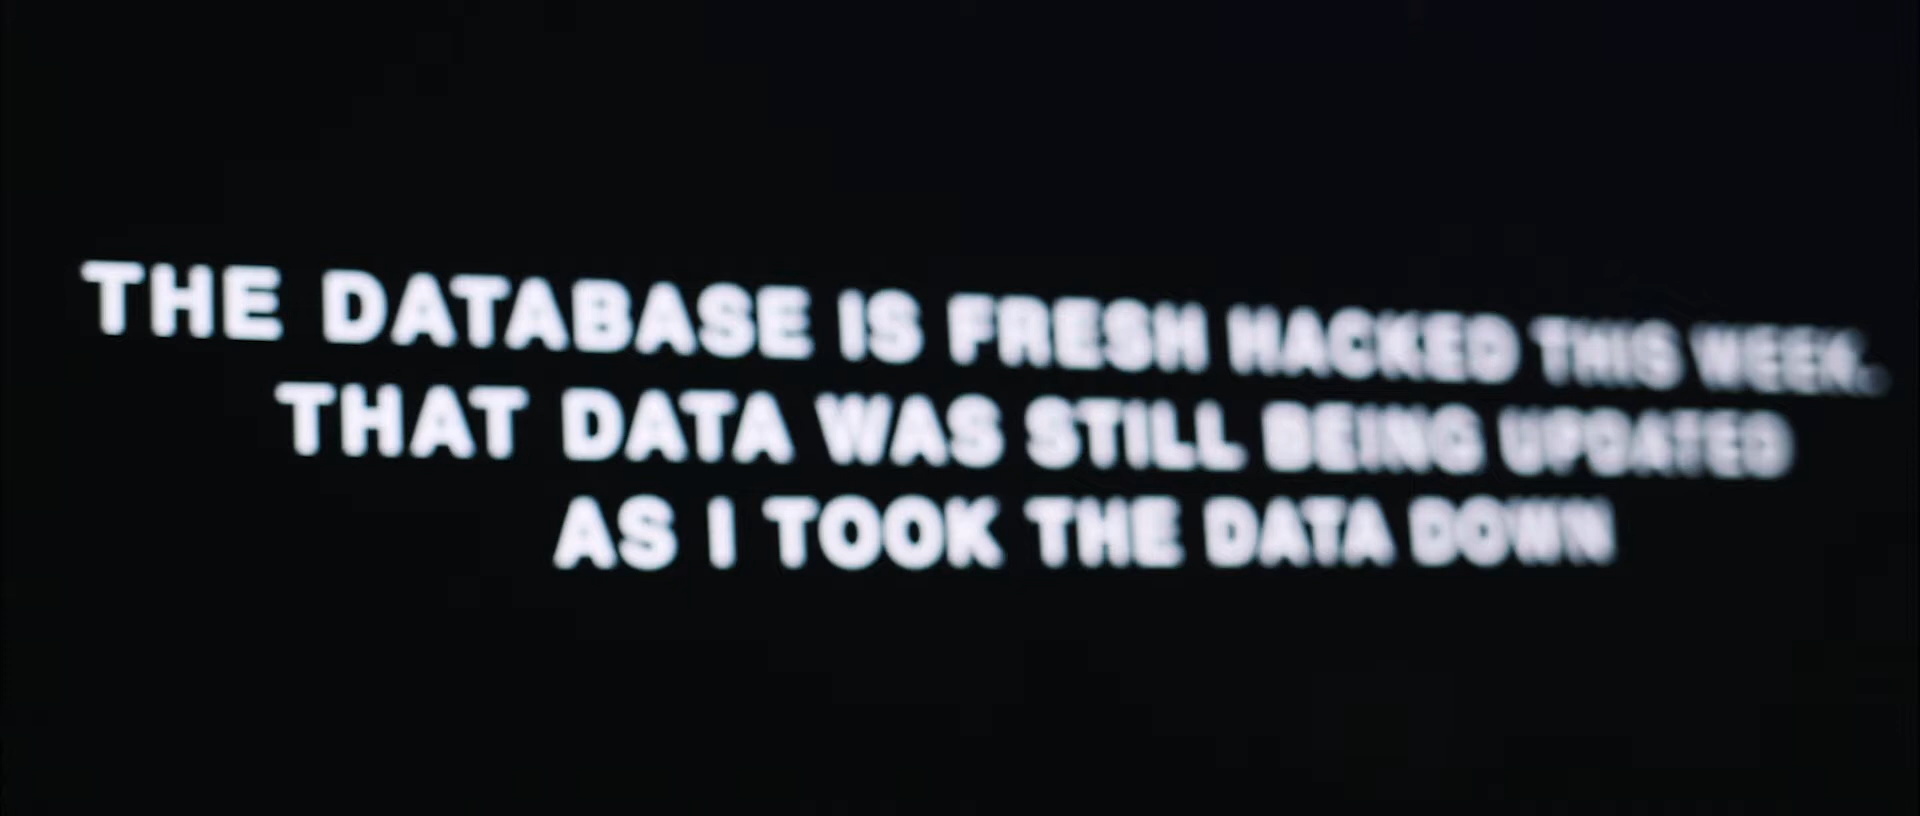 THE DATABASE IS FRESH HACKED THIS WEEK.
THAT DATA WAS STILL BEING UPDATED
AS I TOOK THE DATA DOWN